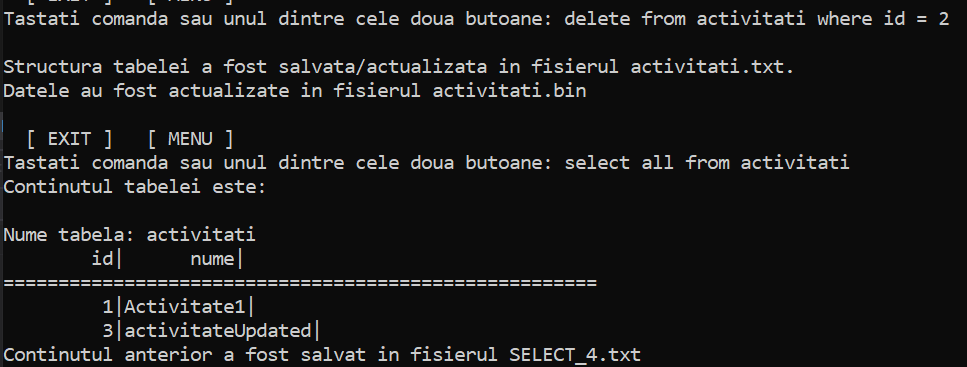 [ EXIT ]   [ MENU ]
Tastati comanda sau unul dintre cele doua butoane: delete from activitati where id = 2
Structura tabelei a fost salvata/actualizata in fisierul activitati.txt.
Datele au fost actualizate in fisierul activitati.bin
[ EXIT ]   [ MENU ]
Tastati comanda sau unul dintre cele doua butoane: select all from activitati
Continutul tabelei este:
Nume tabela: activitati
id|      nume|
======================================================
1|Activitate1|
3|activitateUpdated|
Continutul anterior a fost salvat in fisierul SELECT_4.txt